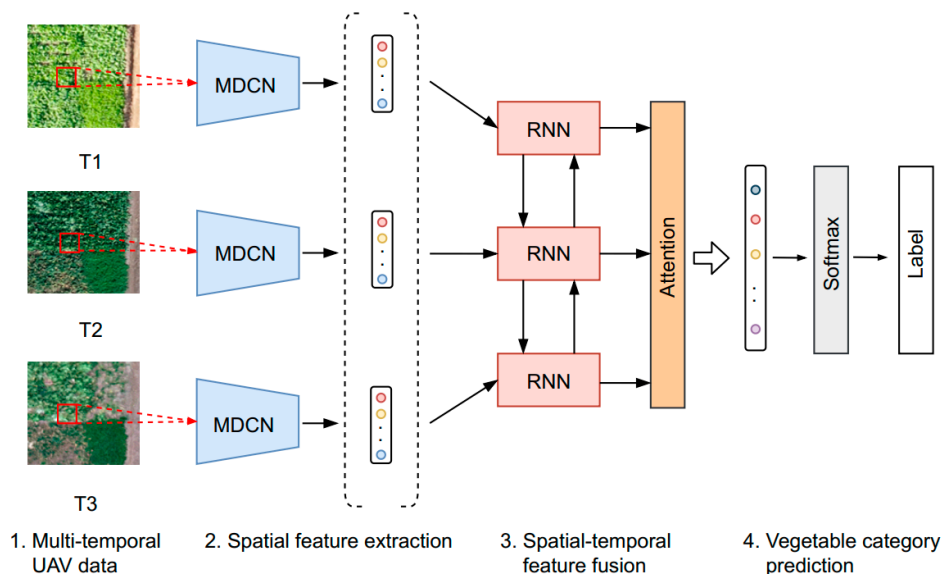 MDCN
T1
RNN
MDCN
T2
RNN
MDCN
T3
RNN
Attention
Softmax
Label
1. Multi-temporal
UAV data
2. Spatial feature extraction
3. Spatial-temporal
feature fusion
4. Vegetable category
prediction